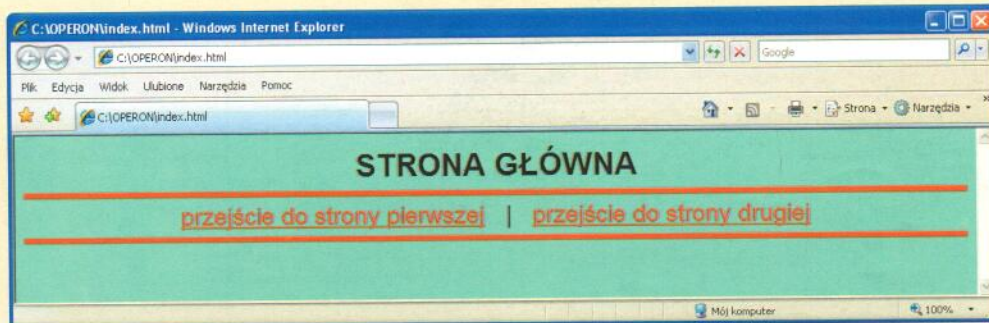 C:\OPERON\index.html - Windows Internet Explorer
C:\OPERON\index.html
Google
Plik Edycja Widok Ulubione Narzędzia Pomoc
C:\OPERON\index.html
Strona Narzędzia
STRONA GŁÓWNA
przejście do strony pierwszej | przejście do strony drugiej
Mój komputer
100%